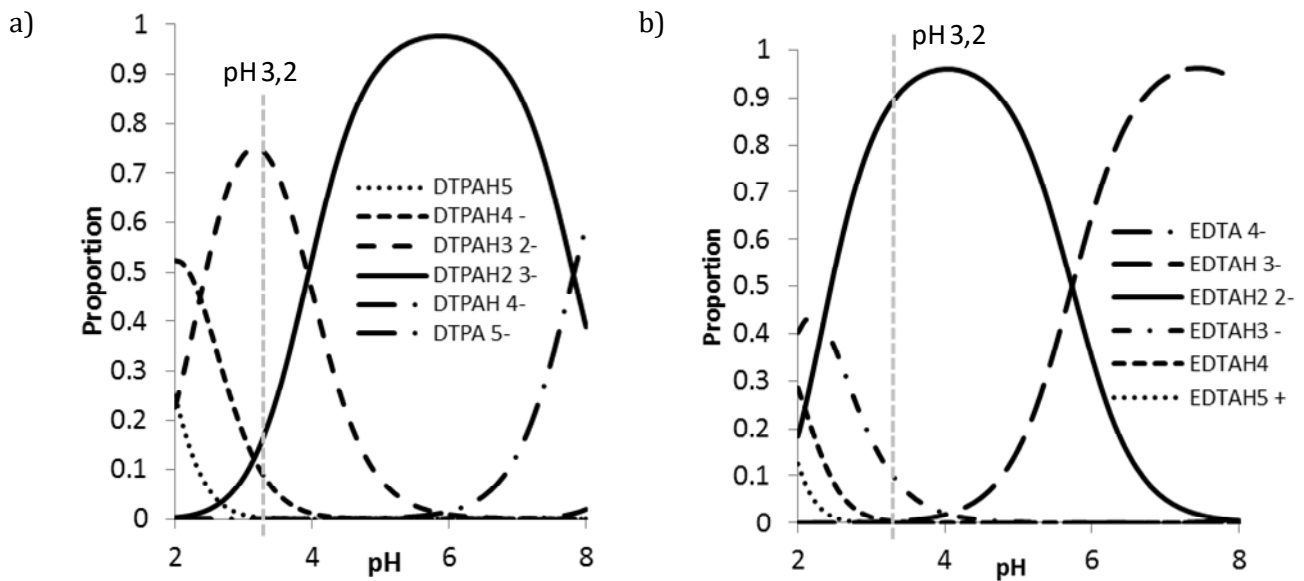 a)
pH 3,2
1
0.9
0.8
0.7
0.6
0.5
0.4
0.3
0.2
0.1
0
Proportion
DTPAH5
DTPAH4 -
DTPAH3 2-
DTPAH2 3-
DTPAH 4-
DTPA 5-
2 4 6 8
pH
b)
pH 3,2
1
0.9
0.8
0.7
0.6
0.5
0.4
0.3
0.2
0.1
0
Proportion
EDTA 4-
EDTAH 3-
EDTAH2 2-
EDTAH3 -
EDTAH4
EDTAH5 +
2 4 6 8
pH